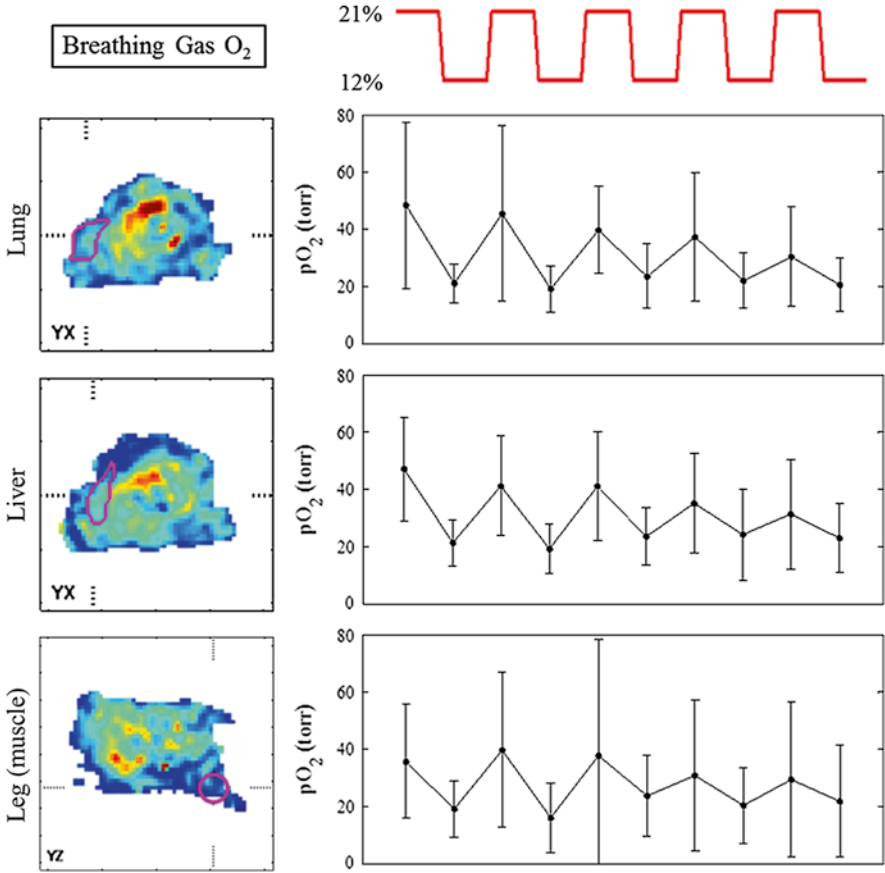 Breathing Gas O₂
21%
12%
Lung
YX
pO₂ (torr)
80
60
40
20
0
Liver
YX
pO₂ (torr)
80
60
40
20
0
Leg (muscle)
YZ
pO₂ (torr)
80
60
40
20
0